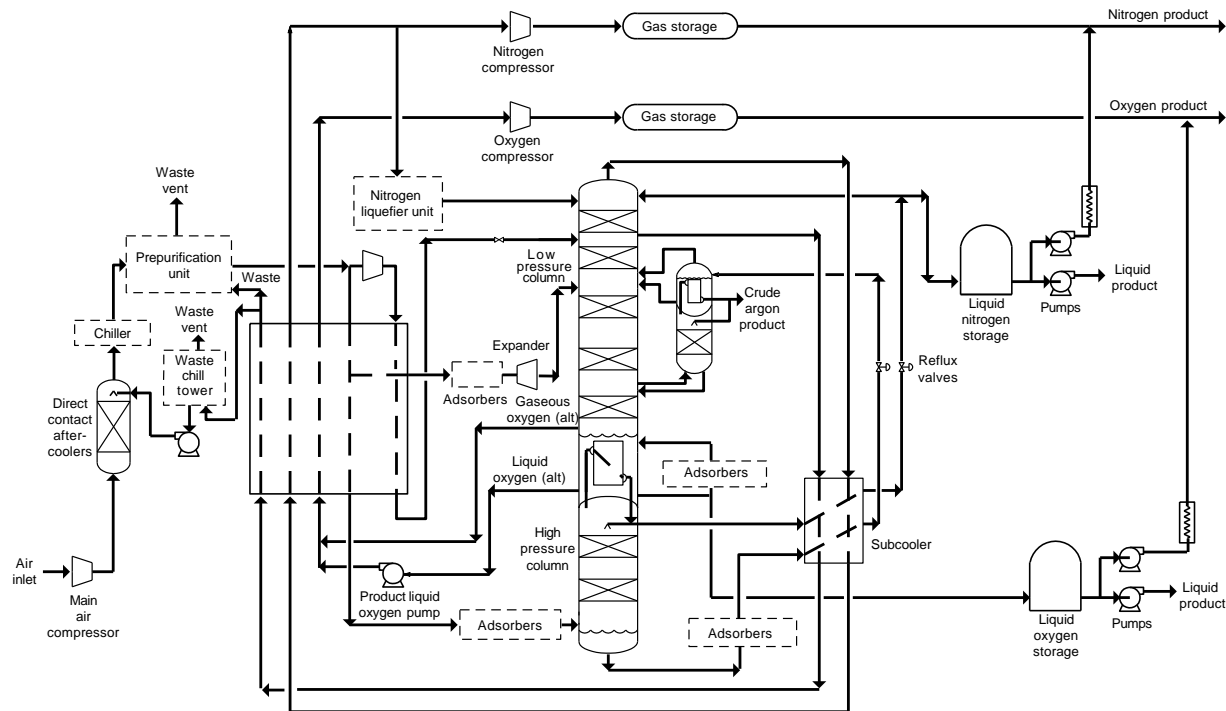 Nitrogen product
Gas storage
Nitrogen
compressor
Oxygen product
Gas storage
Oxygen
compressor
Waste
vent
Nitrogen
liquefier unit
Prepurification
unit
Waste
Low
pressure
column
Crude
argon
product
Liquid
product
Pumps
Liquid
nitrogen
storage
Waste
vent
Chiller
Waste
chill
tower
Expander
Adsorbers
Reflux
valves
Direct
contact
after-
coolers
Gaseous
oxygen (alt)
Liquid
oxygen (alt)
Adsorbers
Subcooler
High
pressure
column
Air
inlet
Main
air
compressor
Product liquid
oxygen pump
Adsorbers
Adsorbers
Liquid
product
Pumps
Liquid
oxygen
storage